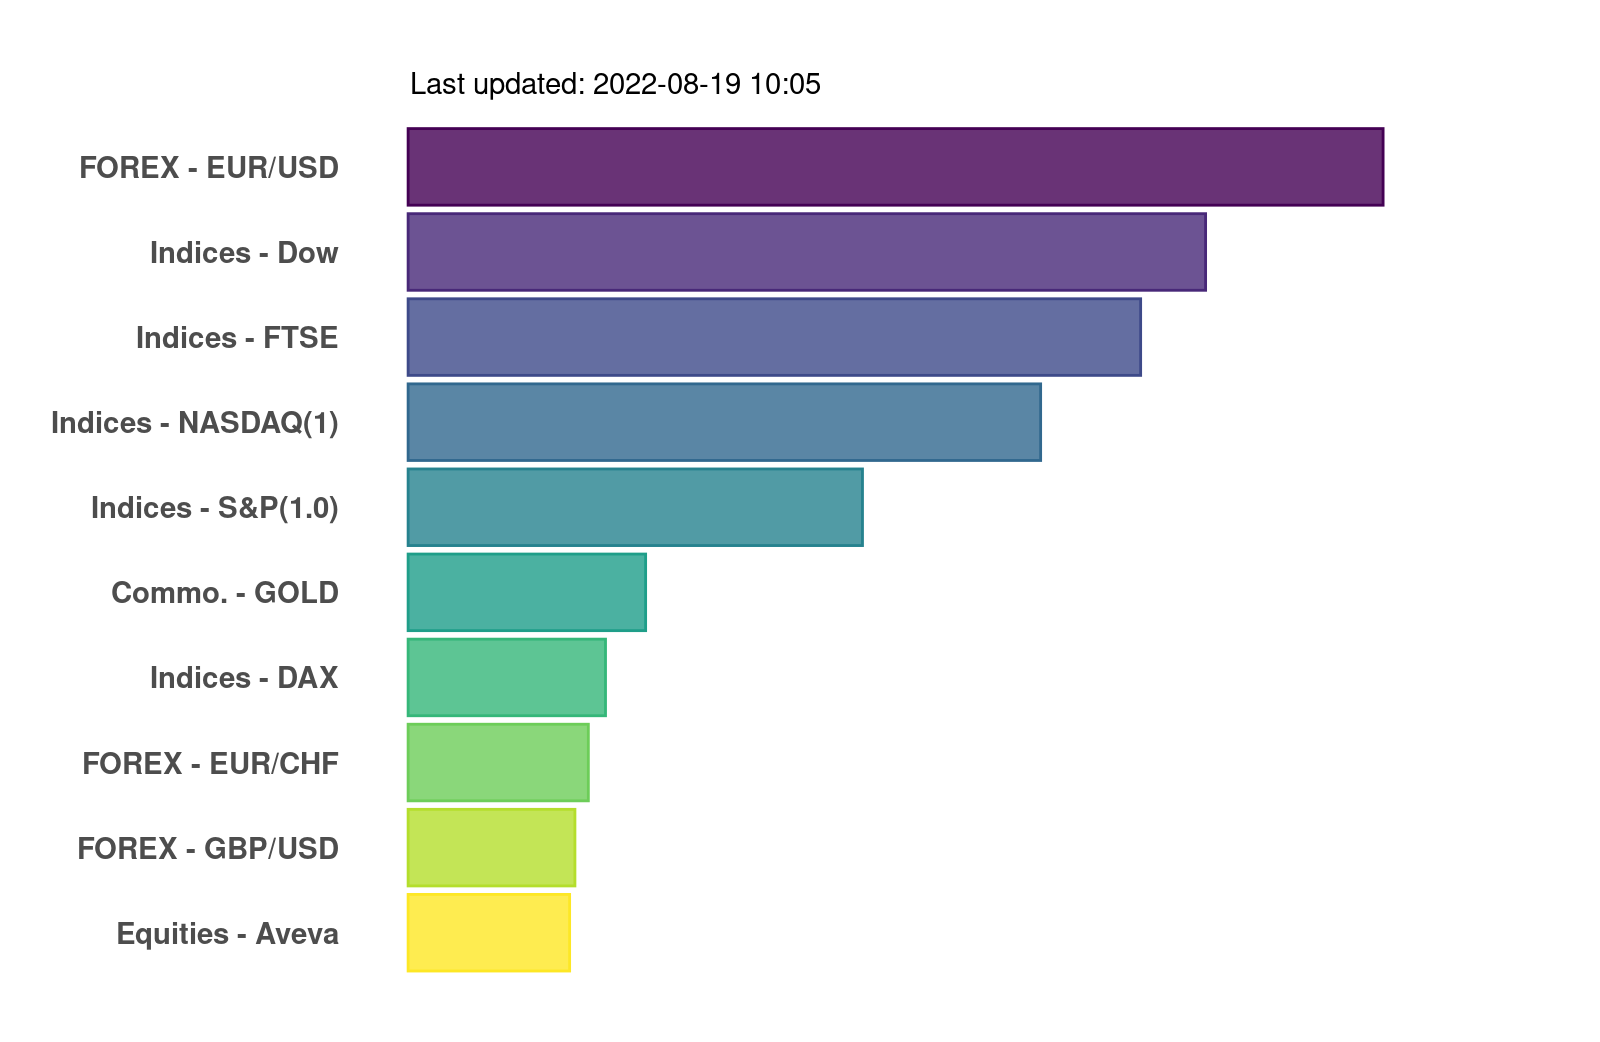 Last updated: 2022-08-19 10:05
FOREX - EUR/USD
Indices - Dow
Indices - FTSE
Indices - NASDAQ(1)
Indices - S&P(1.0)
Commo. - GOLD
Indices - DAX
FOREX - EUR/CHF
FOREX - GBP/USD
Equities - Aveva